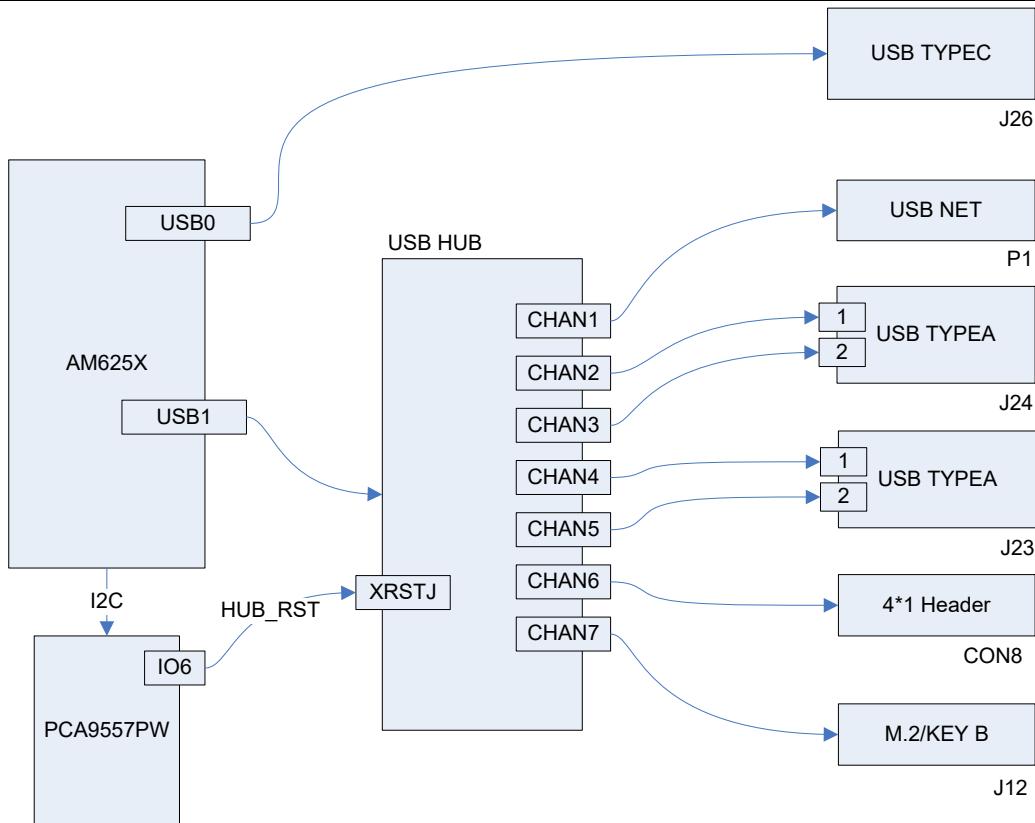 USB TYPEC
J26
USB0
USB NET
P1
USB HUB
CHAN1
1
USB TYPEA
2
J24
CHAN2
AM625X
USB1
CHAN3
1
USB TYPEA
2
J23
CHAN4
CHAN5
I2C
HUB_RST
XRSTJ
CHAN6
4*1 Header
CON8
CHAN7
IO6
PCA9557PW
M.2/KEY B
J12